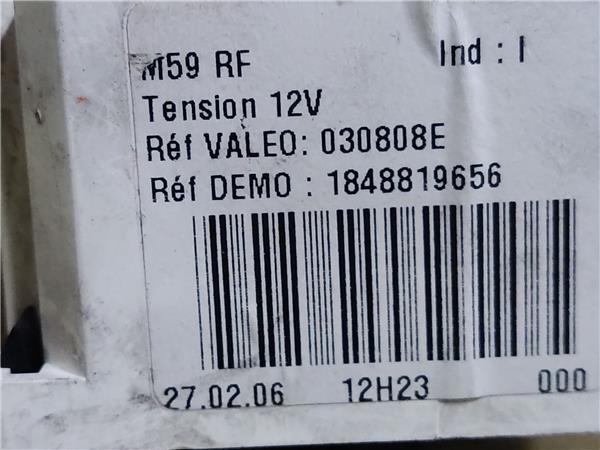 M59 RF Ind : I
Tension 12V
Réf VALEO: 030808E
Réf DEMO : 1848819656
27.02.06 12H23 000